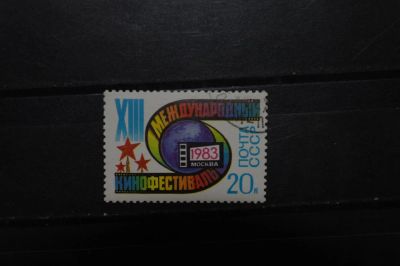 XIII
МЕЖДУНАРОДНЫЙ
1983
МОСКВА
КИНОФЕСТИВАЛЬ
ПОЧТА
СССР
20к